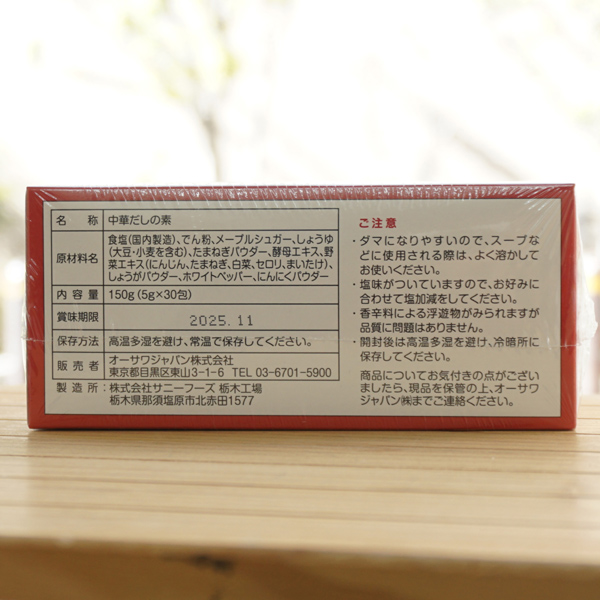 名 称 中華だしの素
原材料名 食塩(国内製造)、でん粉、メープルシュガー、しょうゆ
(大豆・小麦を含む)、たまねぎパウダー、酵母エキス、野
菜エキス(にんじん、たまねぎ、白菜、セロリ、まいたけ)、
しょうがパウダー、ホワイトペッパー、にんにくパウダー
内 容 量 150g (5g×30包)
賞味期限 2025.11
保存方法 高温多湿を避け、常温で保存してください。
販 売 者 オーサワジャパン株式会社
東京都目黒区東山3-1-6 TEL 03-6701-5900
製 造 所：株式会社サニーフーズ 栃木工場
栃木県那須塩原市北赤田1577
ご注意
・ダマになりやすいので、スープな
どに使用される際は、よく溶かして
お使いください。
・塩味がついていますので、お好みに
合わせて塩加減をしてください。
・香辛料による浮遊物がみられますが
品質に問題はありません。
・開封後は高温多湿を避け、冷暗所に
保存してください。
商品についてお気付きの点がござい
ましたら、現品を保管の上、オーサワ
ジャパン㈱までご連絡ください。